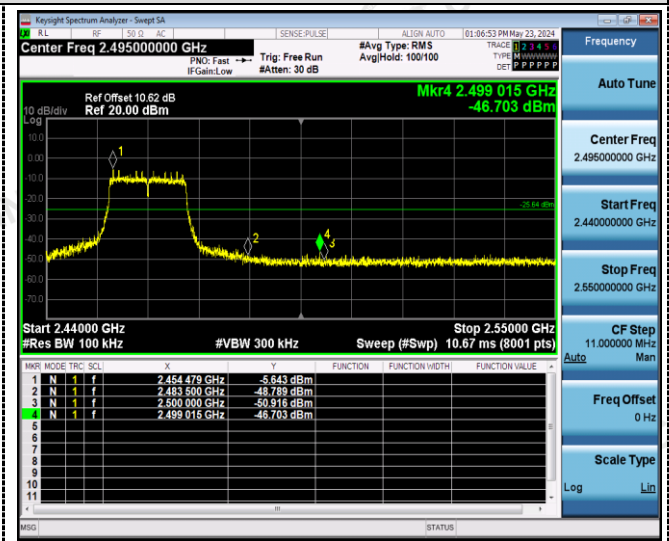 Keysight Spectrum Analyzer - Swept SA
RL RF 50 Ω AC SENSE:PULSE ALIGN AUTO 01:06:53 PM May 23, 2024
Center Freq 2.495000000 GHz
PNO: Fast
IFGain:Low
Trig: Free Run
#Atten: 30 dB
#Avg Type: RMS
Avg|Hold: 100/100
TRACE 1 2 3 4 5 6
TYPE M WWWWW
DET P P P P P P
Ref Offset 10.62 dB
10 dB/div Ref 20.00 dBm
Log
Mkr4 2.499 015 GHz
-46.703 dBm
10.0
0.00
-10.0
-20.0
-30.0
-40.0
-50.0
-60.0
-70.0
1
2
4
3
-25.64 dBm
Start 2.44000 GHz Stop 2.55000 GHz
#Res BW 100 kHz #VBW 300 kHz Sweep (#Swp) 10.67 ms (8001 pts)
MKR MODE TRC SCL X Y FUNCTION FUNCTION WIDTH FUNCTION VALUE
1 N 1 f 2.454 479 GHz -5.643 dBm
2 N 1 f 2.483 500 GHz -48.789 dBm
3 N 1 f 2.500 000 GHz -50.916 dBm
4 N 1 f 2.499 015 GHz -46.703 dBm
5
6
7
8
9
10
11
MSG STATUS
Frequency
Auto Tune
Center Freq
2.495000000 GHz
Start Freq
2.440000000 GHz
Stop Freq
2.550000000 GHz
CF Step
11.000000 MHz
Auto Man
Freq Offset
0 Hz
Scale Type
Log Lin